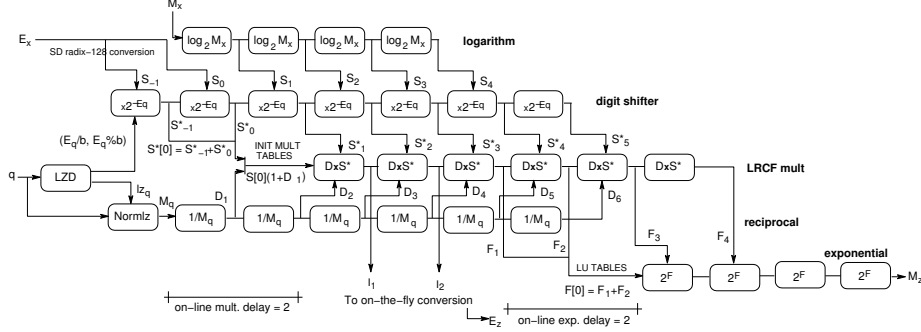 M_x
E_x
SD radix-128 conversion
log_2 M_x
log_2 M_x
log_2 M_x
log_2 M_x
logarithm
S_-1
S_0
S_1
S_2
S_3
S_4
x2^-Eq
x2^-Eq
x2^-Eq
x2^-Eq
x2^-Eq
x2^-Eq
x2^-Eq
digit shifter
(E_q/b, E_q%b)
S*_-1
S*_0
S*[0] = S*_-1+S*_0
INIT MULT
TABLES
S[0](1+D_1)
S*_1
S*_2
S*_3
S*_4
S*_5
DxS*
DxS*
DxS*
DxS*
DxS*
DxS*
LRCF mult
q
LZD
lz_q
Normlz
M_q
D_1
D_2
D_3
D_4
D_5
D_6
1/M_q
1/M_q
1/M_q
1/M_q
1/M_q
1/M_q
reciprocal
F_1
F_2
F_3
F_4
LU TABLES
F[0] = F_1+F_2
exponential
2^F
2^F
2^F
2^F
M_z
I_1
I_2
To on-the-fly conversion
E_z
on-line mult. delay = 2
on-line exp. delay = 2